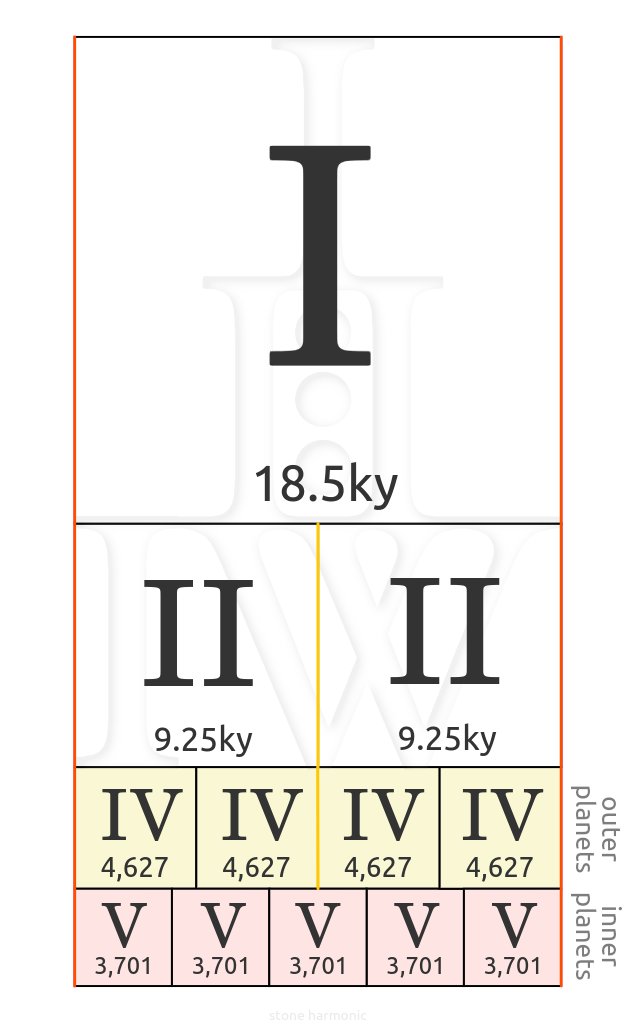 I
18.5ky
II II
9.25ky 9.25ky
IV IV IV IV
4,627 4,627 4,627 4,627
outer
planets
V V V V V
3,701 3,701 3,701 3,701 3,701
inner
planets
stone harmonic